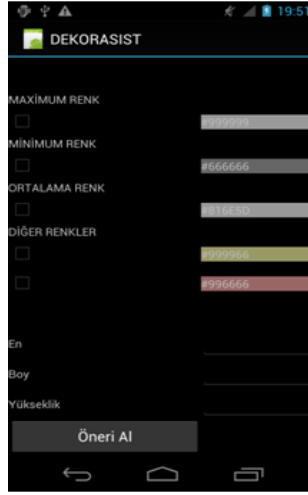 19:51
DEKORASIST
MAXİMUM RENK
#999999
MİNİMUM RENK
#666666
ORTALAMA RENK
#816E5D
DİĞER RENKLER
#999966
#996666
En
Boy
Yükseklik
Öneri Al